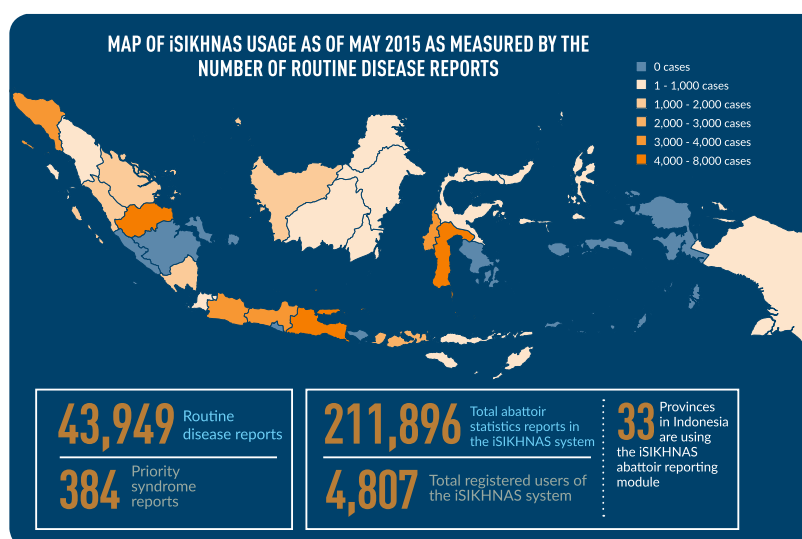 MAP OF iSIKHNAS USAGE AS OF MAY 2015 AS MEASURED BY THE
NUMBER OF ROUTINE DISEASE REPORTS
0 cases
1 - 1,000 cases
1,000 - 2,000 cases
2,000 - 3,000 cases
3,000 - 4,000 cases
4,000 - 8,000 cases
43,949
Routine
disease reports
384
Priority
syndrome
reports
211,896
Total abattoir
statistics reports in
the iSIKHNAS system
4,807
Total registered users of
the iSIKHNAS system
33
Provinces
in Indonesia
are using
the iSIKHNAS
abattoir reporting
module